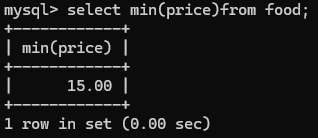 mysql> select min(price)from food;
+------------+
| min(price) |
+------------+
|      15.00 |
+------------+
1 row in set (0.00 sec)